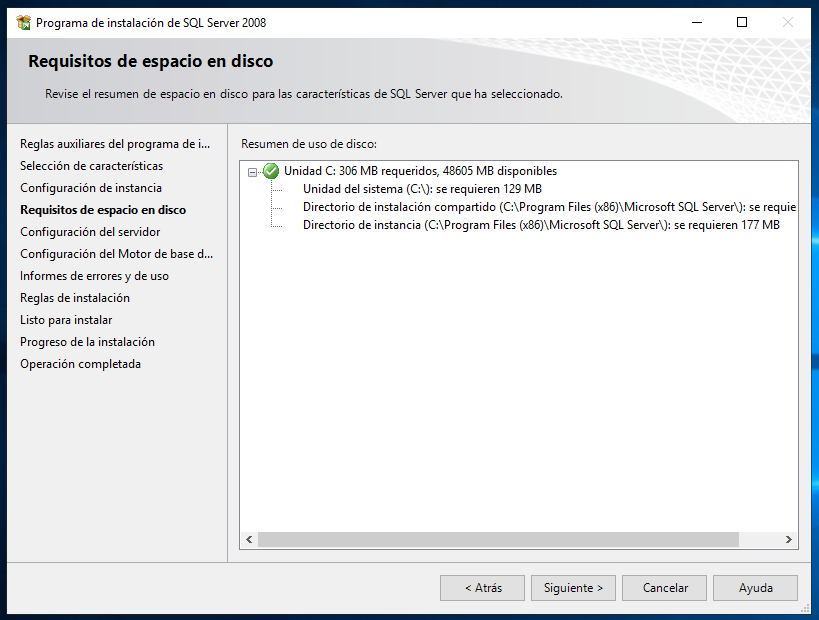 Programa de instalación de SQL Server 2008
Requisitos de espacio en disco
Revise el resumen de espacio en disco para las características de SQL Server que ha seleccionado.
Reglas auxiliares del programa de i...
Selección de características
Configuración de instancia
Requisitos de espacio en disco
Configuración del servidor
Configuración del Motor de base d...
Informes de errores y de uso
Reglas de instalación
Listo para instalar
Progreso de la instalación
Operación completada
Resumen de uso de disco:
Unidad C: 306 MB requeridos, 48605 MB disponibles
Unidad del sistema (C:\): se requieren 129 MB
Directorio de instalación compartido (C:\Program Files (x86)\Microsoft SQL Server\): se requie
Directorio de instancia (C:\Program Files (x86)\Microsoft SQL Server\): se requieren 177 MB
< Atrás
Siguiente >
Cancelar
Ayuda